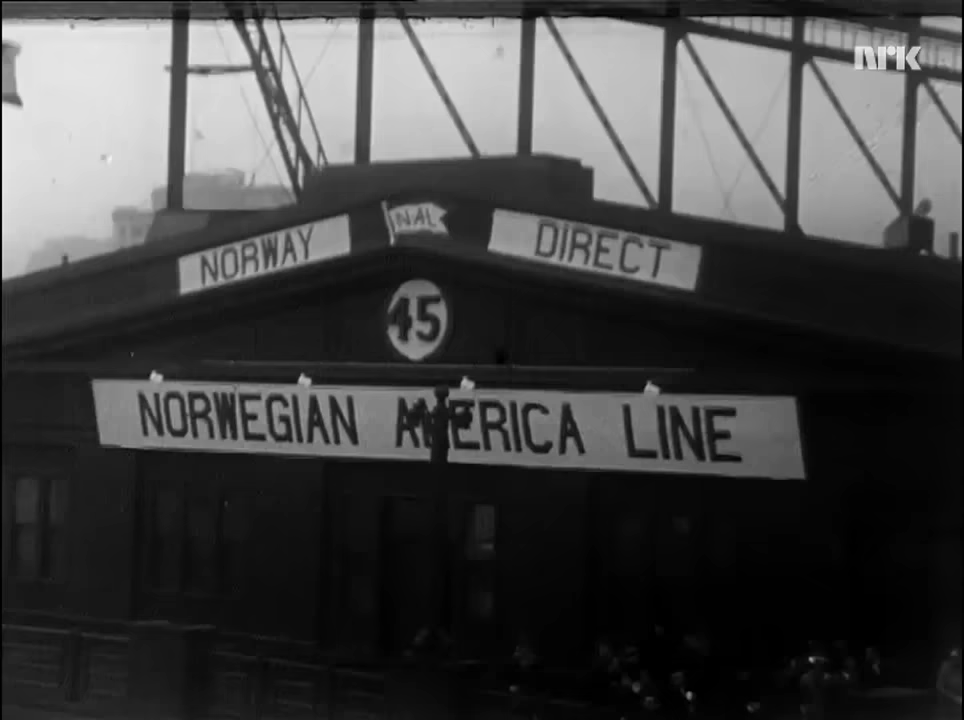 NRK
NORWAY
NAL
DIRECT
45
NORWEGIAN AMERICA LINE